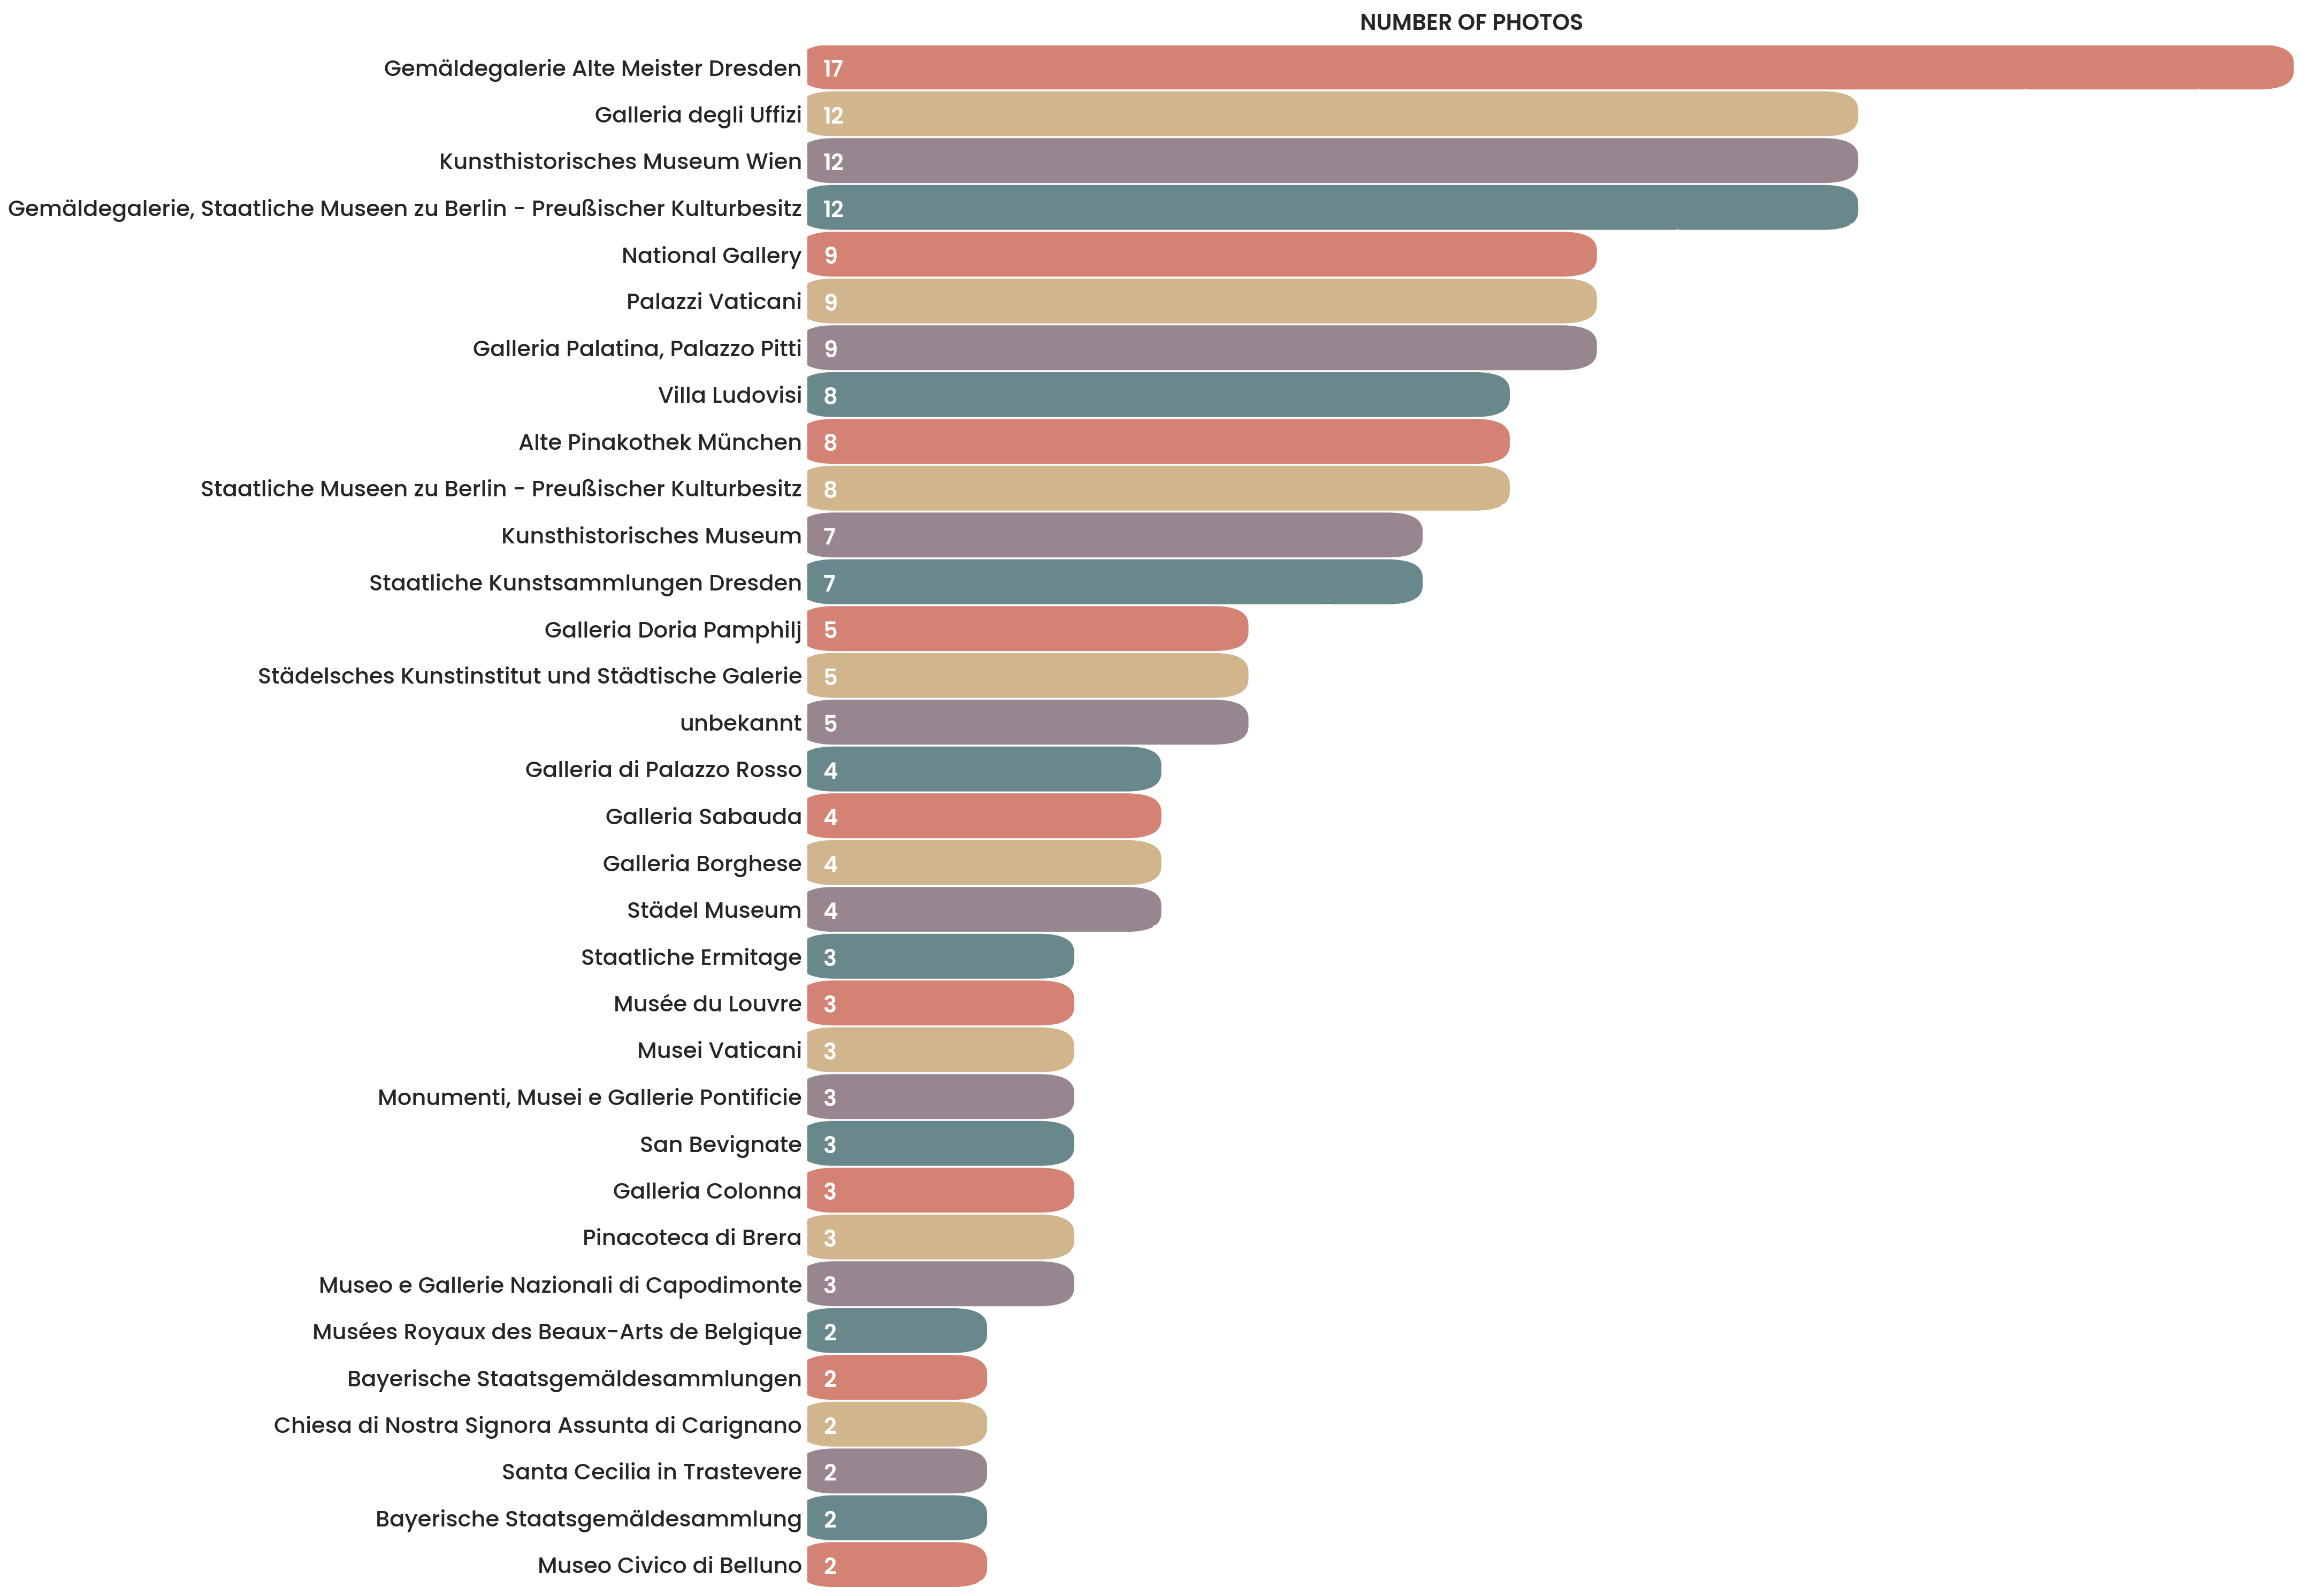 NUMBER OF PHOTOS
Gemäldegalerie Alte Meister Dresden 17
Galleria degli Uffizi 12
Kunsthistorisches Museum Wien 12
Gemäldegalerie, Staatliche Museen zu Berlin - Preußischer Kulturbesitz 12
National Gallery 9
Palazzi Vaticani 9
Galleria Palatina, Palazzo Pitti 9
Villa Ludovisi 8
Alte Pinakothek München 8
Staatliche Museen zu Berlin - Preußischer Kulturbesitz 8
Kunsthistorisches Museum 7
Staatliche Kunstsammlungen Dresden 7
Galleria Doria Pamphilj 5
Städelsches Kunstinstitut und Städtische Galerie 5
unbekannt 5
Galleria di Palazzo Rosso 4
Galleria Sabauda 4
Galleria Borghese 4
Städel Museum 4
Staatliche Ermitage 3
Musée du Louvre 3
Musei Vaticani 3
Monumenti, Musei e Gallerie Pontificie 3
San Bevignate 3
Galleria Colonna 3
Pinacoteca di Brera 3
Museo e Gallerie Nazionali di Capodimonte 3
Musées Royaux des Beaux-Arts de Belgique 2
Bayerische Staatsgemäldesammlungen 2
Chiesa di Nostra Signora Assunta di Carignano 2
Santa Cecilia in Trastevere 2
Bayerische Staatsgemäldesammlung 2
Museo Civico di Belluno 2